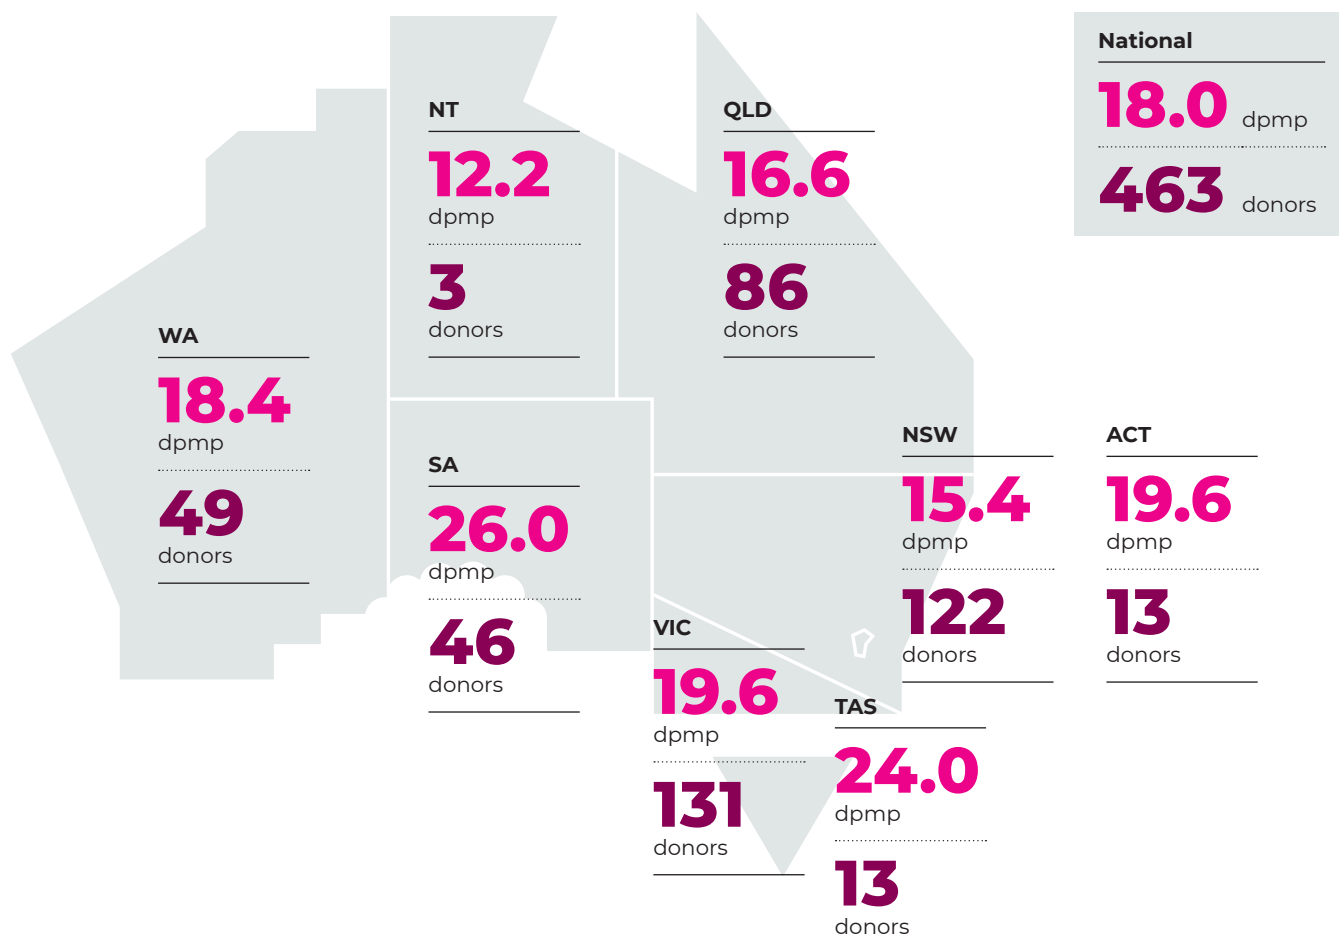 National
18.0 dpmp
463 donors
NT
12.2
dpmp
3
donors
QLD
16.6
dpmp
86
donors
WA
18.4
dpmp
49
donors
SA
26.0
dpmp
46
donors
NSW
15.4
dpmp
122
donors
ACT
19.6
dpmp
13
donors
VIC
19.6
dpmp
131
donors
TAS
24.0
dpmp
13
donors